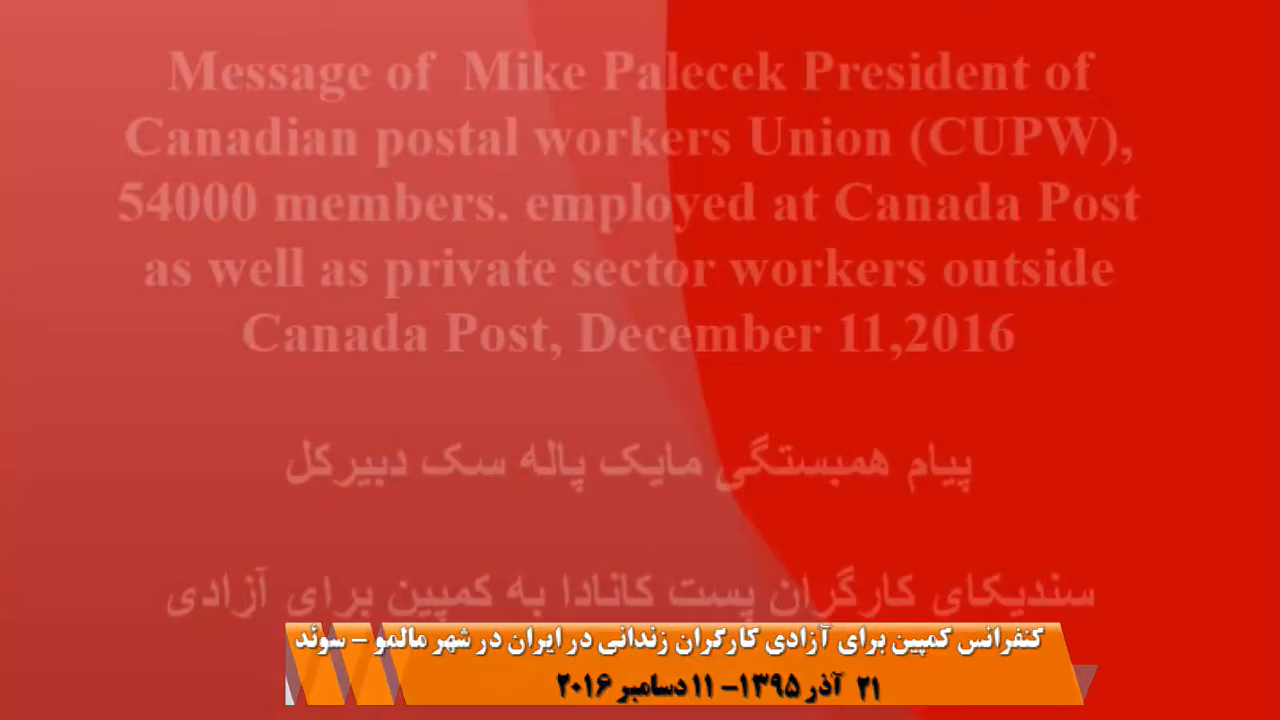 Message of Mike Palecek President of
Canadian postal workers Union (CUPW),
54000 members. employed at Canada Post
as well as private sector workers outside
Canada Post, December 11,2016
پیام همبستگی مایک پاله سک دبیرکل
سندیکای کارگران پست کانادا به کمپین برای آزادی
کنفرانس کمپین برای آزادی کارگران زندانی در ایران در شهر مالمو – سوئد
۲۱ آذر ۱۳۹۵– ۱۱ دسامبر ۲۰۱۶